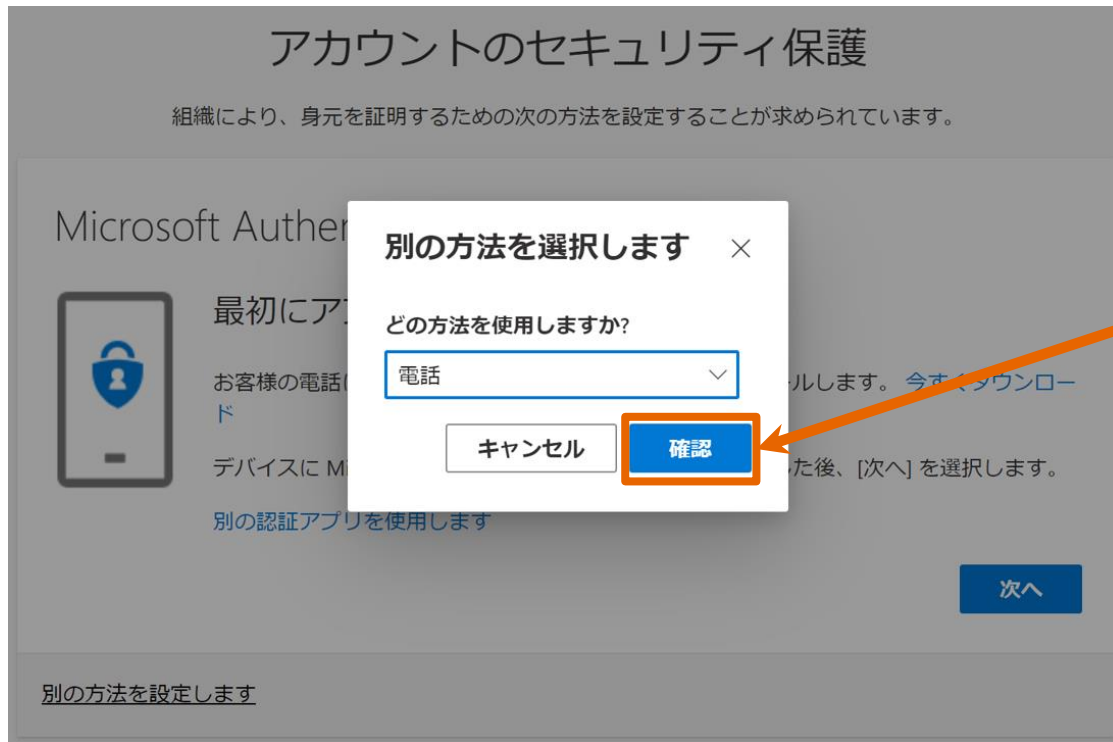 アカウントのセキュリティ保護
組織により、身元を証明するための次の方法を設定することが求められています。
Microsoft Authen
別の方法を選択します
最初にア
どの方法を使用しますか?
電話
お客様の電話
ルします。 今すぐダウンロー
ド
キャンセル 確認
デバイスに Mi
た後、[次へ] を選択します。
別の認証アプリを使用します
次へ
別の方法を設定します